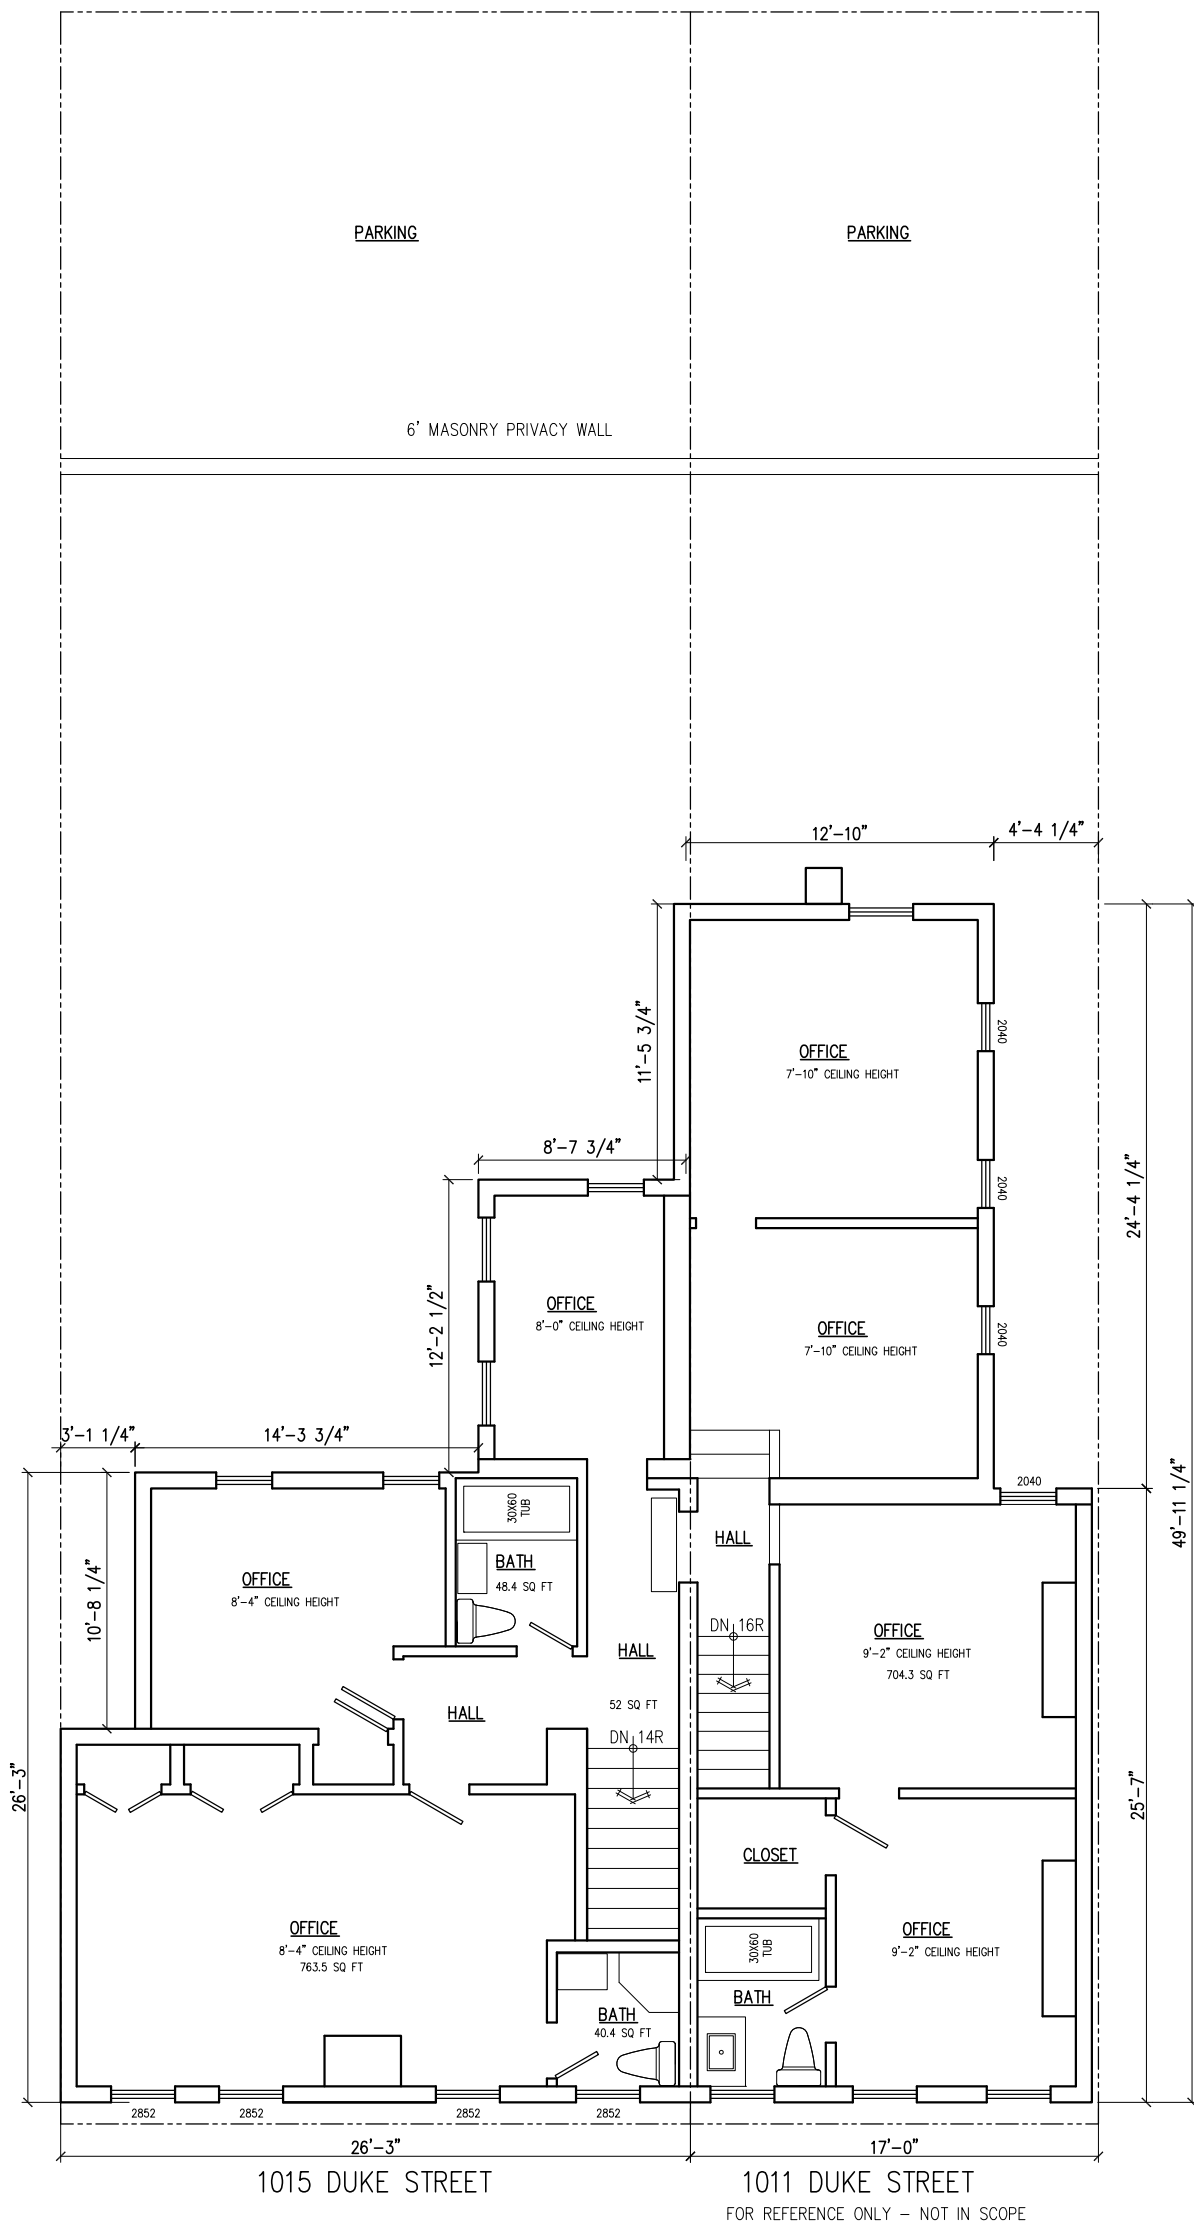 PARKING
PARKING
6' MASONRY PRIVACY WALL
12'-10"
4'-4 1/4"
11'-5 3/4"
OFFICE
7'-10" CEILING HEIGHT
2040
8'-7 3/4"
24'-4 1/4"
2040
12'-2 1/2"
OFFICE
8'-0" CEILING HEIGHT
OFFICE
7'-10" CEILING HEIGHT
2040
3'-1 1/4"
14'-3 3/4"
2040
49'-11 1/4"
30X60
TUB
HALL
BATH
48.4 SQ FT
OFFICE
8'-4" CEILING HEIGHT
10'-8 1/4"
DN 16R
OFFICE
9'-2" CEILING HEIGHT
704.3 SQ FT
HALL
52 SQ FT
HALL
DN 14R
26'-3"
25'-7"
CLOSET
OFFICE
8'-4" CEILING HEIGHT
763.5 SQ FT
30X60
TUB
OFFICE
9'-2" CEILING HEIGHT
BATH
BATH
40.4 SQ FT
2852
2852
2852
2852
26'-3"
17'-0"
1015 DUKE STREET
1011 DUKE STREET
FOR REFERENCE ONLY – NOT IN SCOPE